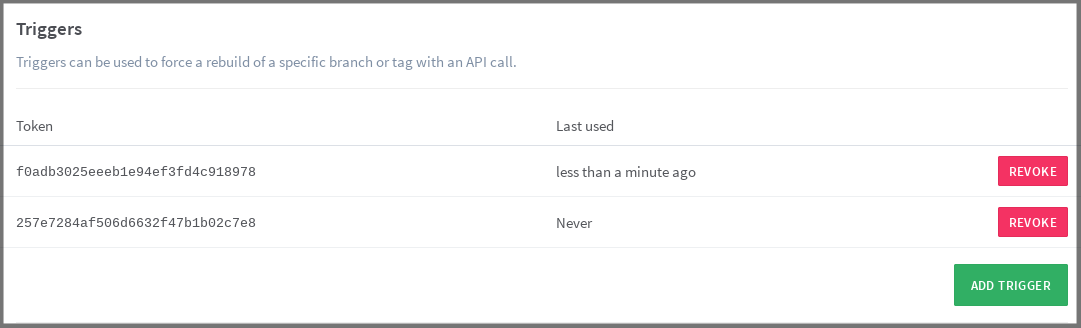 Triggers
Triggers can be used to force a rebuild of a specific branch or tag with an API call.
Token Last used
f0adb3025eeeb1e94ef3fd4c918978 less than a minute ago REVOKE
257e7284af506d6632f47b1b02c7e8 Never REVOKE
ADD TRIGGER